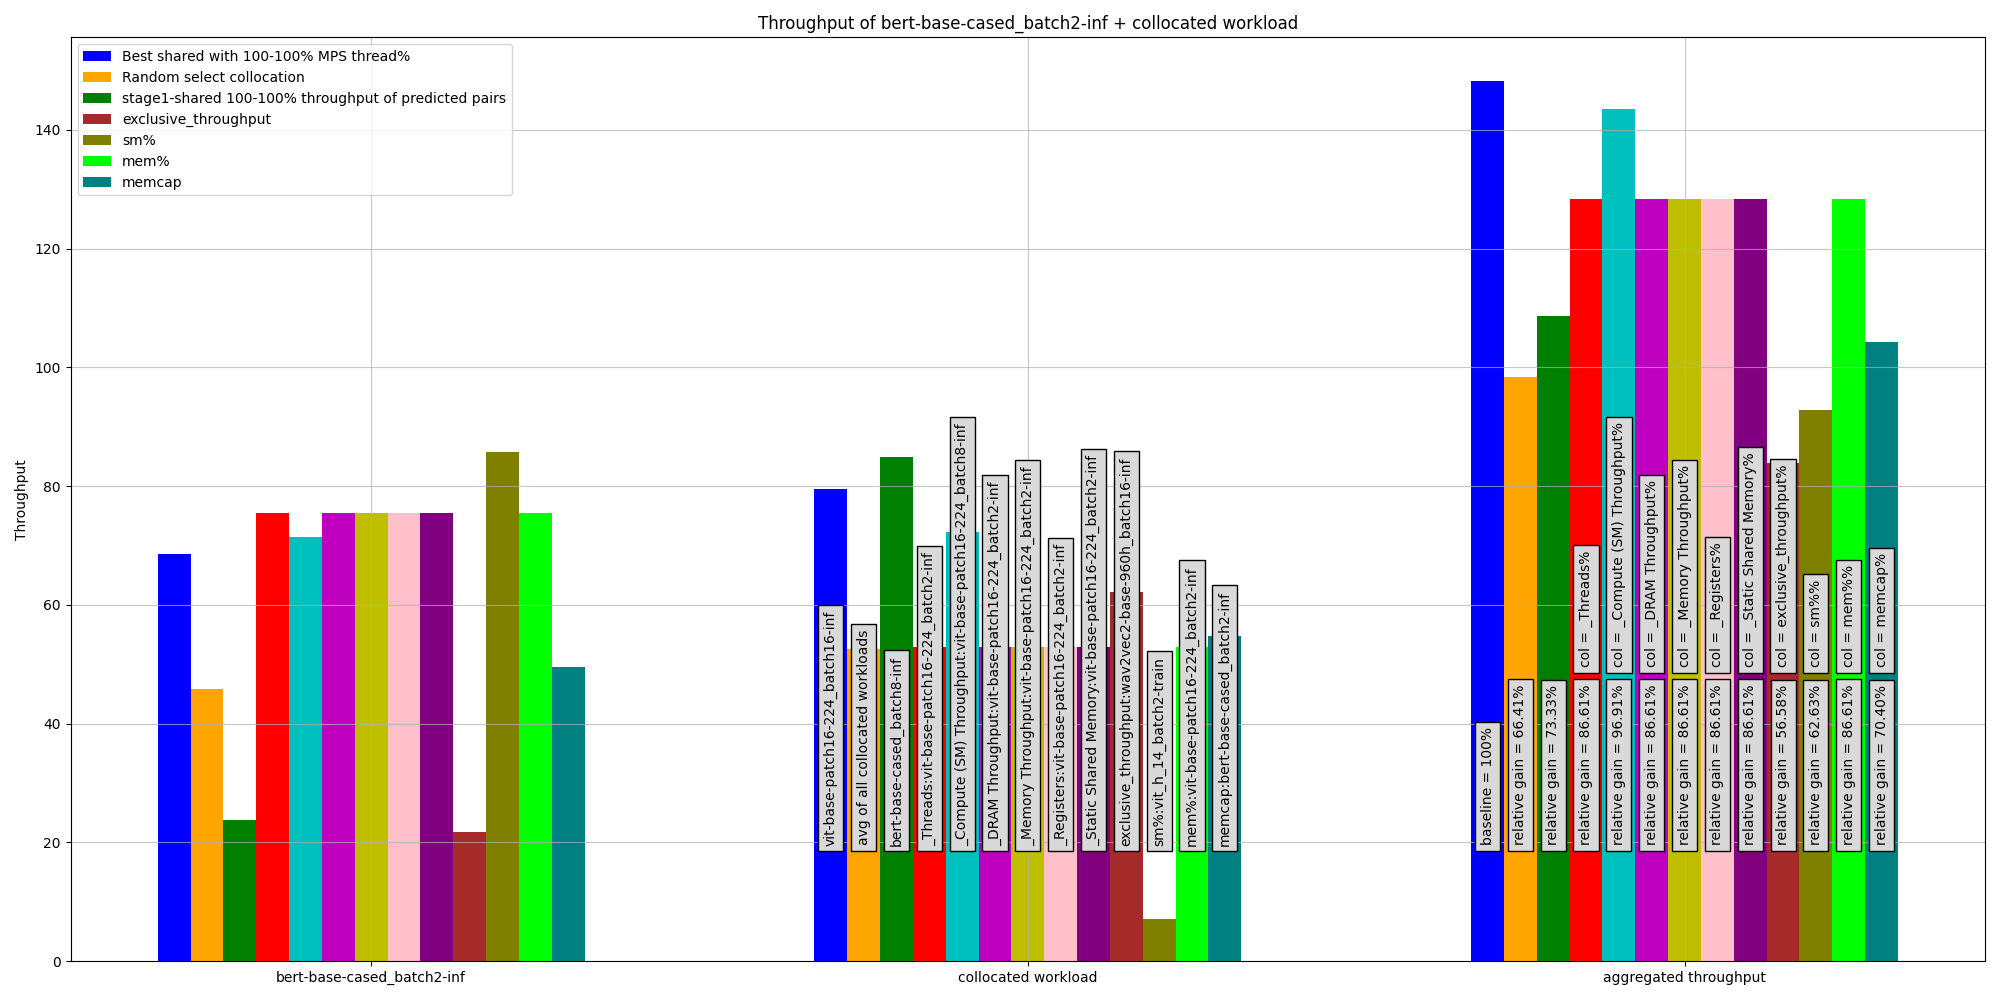 Throughput of bert-base-cased_batch2-inf + collocated workload
Best shared with 100-100% MPS thread%
Random select collocation
stage1-shared 100-100% throughput of predicted pairs
exclusive_throughput
sm%
mem%
memcap
Throughput
140
120
100
80
60
40
20
0
vit-base-patch16-224_batch16-inf
avg of all collocated workloads
bert-base-cased_batch8-inf
_Threads:vit-base-patch16-224_batch2-inf
_Compute (SM) Throughput:vit-base-patch16-224_batch8-inf
_DRAM Throughput:vit-base-patch16-224_batch2-inf
_Memory Throughput:vit-base-patch16-224_batch2-inf
_Registers:vit-base-patch16-224_batch2-inf
_Static Shared Memory:vit-base-patch16-224_batch2-inf
exclusive_throughput:wav2vec2-base-960h_batch16-inf
sm%:vit_h_14_batch2-train
mem%:vit-base-patch16-224_batch2-inf
memcap:bert-base-cased_batch2-inf
col = _Threads%
col = _Compute (SM) Throughput%
col = _DRAM Throughput%
col = _Memory Throughput%
col = _Registers%
col = _Static Shared Memory%
col = exclusive_throughput%
col = sm%%
col = mem%%
col = memcap%
baseline = 100%
relative gain = 66.41%
relative gain = 73.33%
relative gain = 86.61%
relative gain = 96.91%
relative gain = 86.61%
relative gain = 86.61%
relative gain = 86.61%
relative gain = 86.61%
relative gain = 56.58%
relative gain = 62.63%
relative gain = 86.61%
relative gain = 70.40%
bert-base-cased_batch2-inf
collocated workload
aggregated throughput